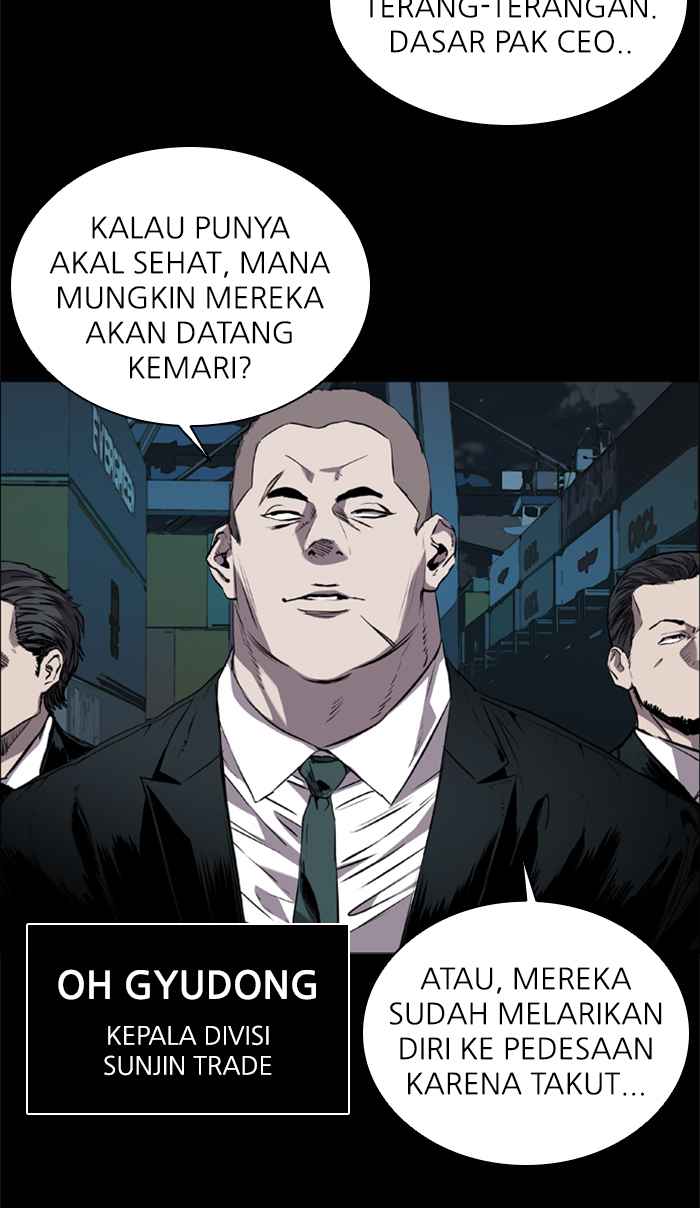 TERANG-TERANGAN.
DASAR PAK CEO..
KALAU PUNYA
AKAL SEHAT, MANA
MUNGKIN MEREKA
AKAN DATANG
KEMARI?
OH GYUDONG
KEPALA DIVISI
SUNJIN TRADE
ATAU, MEREKA
SUDAH MELARIKAN
DIRI KE PEDESAAN
KARENA TAKUT...